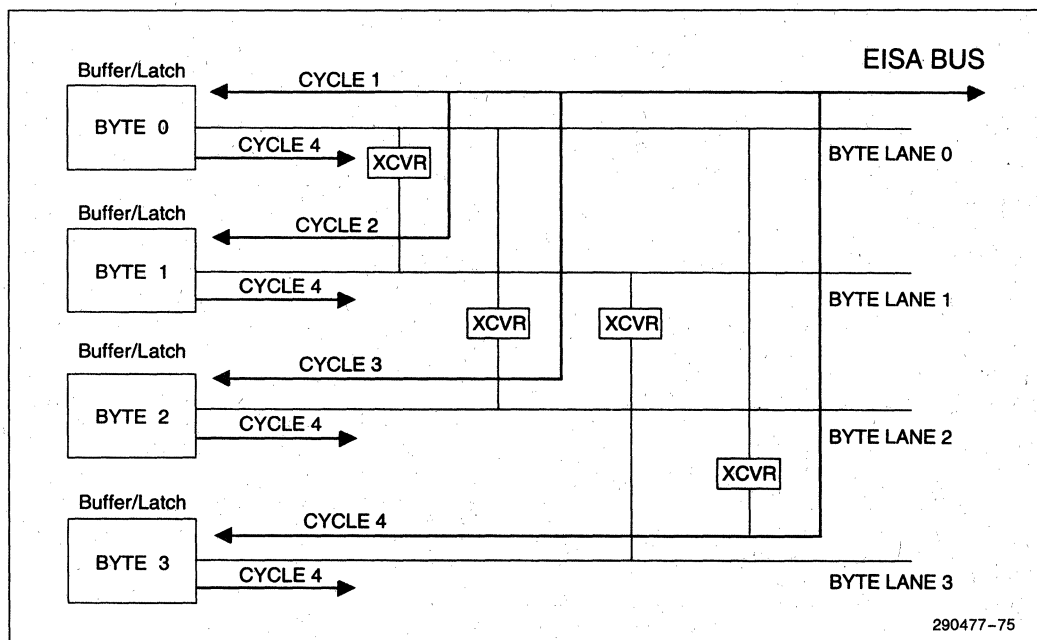 EISA BUS
Buffer/Latch
CYCLE 1
BYTE 0
CYCLE 4
XCVR
BYTE LANE 0
Buffer/Latch
CYCLE 2
BYTE 1
CYCLE 4
BYTE LANE 1
XCVR
XCVR
Buffer/Latch
CYCLE 3
BYTE 2
CYCLE 4
BYTE LANE 2
XCVR
Buffer/Latch
CYCLE 4
BYTE 3
CYCLE 4
BYTE LANE 3
290477-75